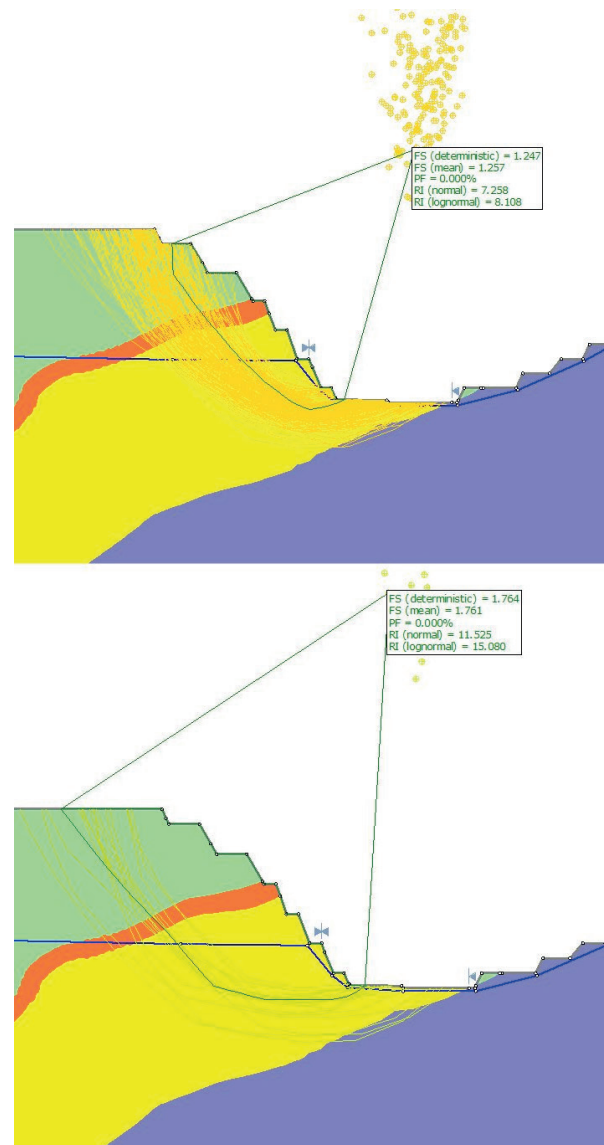 FS (deterministic) = 1.247
FS (mean) = 1.257
PF = 0.000%
RI (normal) = 7.258
RI (lognormal) = 8.108
FS (deterministic) = 1.764
FS (mean) = 1.761
PF = 0.000%
RI (normal) = 11.525
RI (lognormal) = 15.080